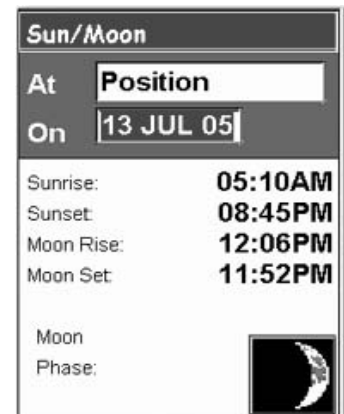 Sun/Moon
At Position
On 13 JUL 05
Sunrise: 05:10AM
Sunset: 08:45PM
Moon Rise: 12:06PM
Moon Set: 11:52PM
Moon
Phase: